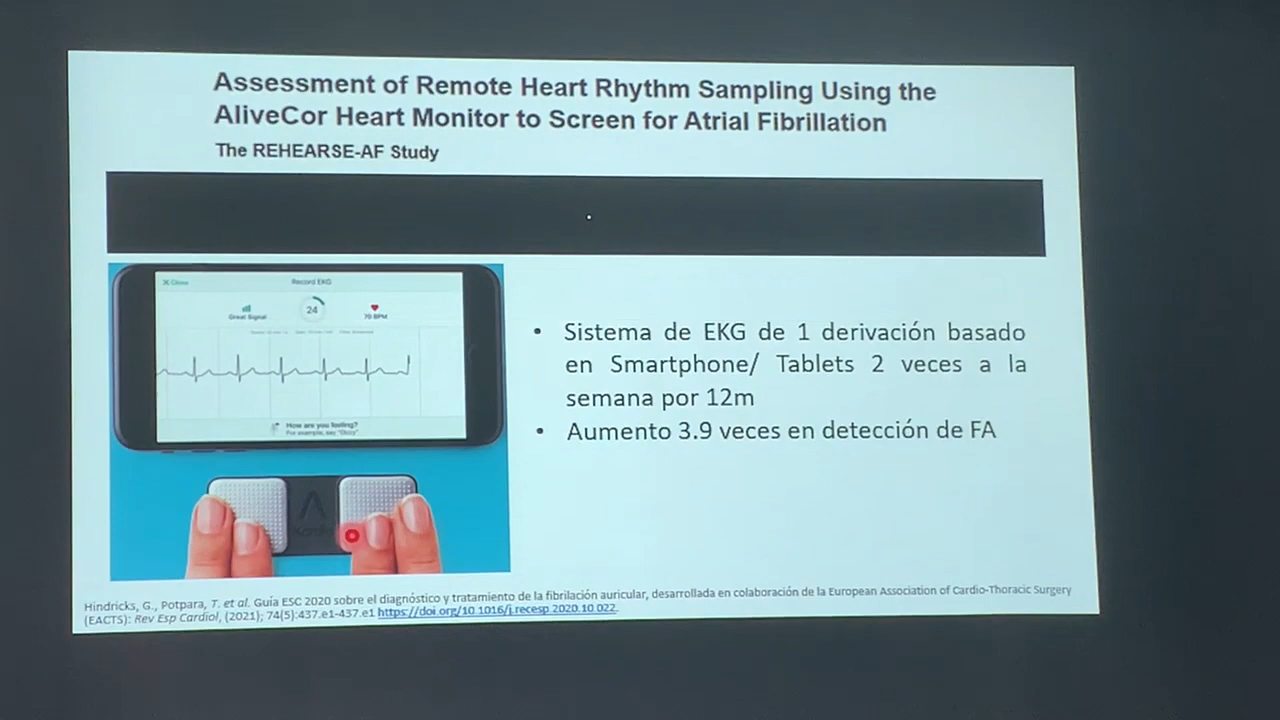 Assessment of Remote Heart Rhythm Sampling Using the
AliveCor Heart Monitor to Screen for Atrial Fibrillation
The REHEARSE-AF Study
Close
Record EKG
Great Signal
24
70 BPM
How are you feeling?
For example, say "Dizzy"
• Sistema de EKG de 1 derivación basado
en Smartphone/ Tablets 2 veces a la
semana por 12m
• Aumento 3.9 veces en detección de FA
Hindricks, G., Potpara, T. et al. Guía ESC 2020 sobre el diagnóstico y tratamiento de la fibrilación auricular, desarrollada en colaboración de la European Association of Cardio-Thoracic Surgery
(EACTS): Rev Esp Cardiol, (2021); 74(5):437.e1-437.e1 https://doi.org/10.1016/j.recesp.2020.10.022.